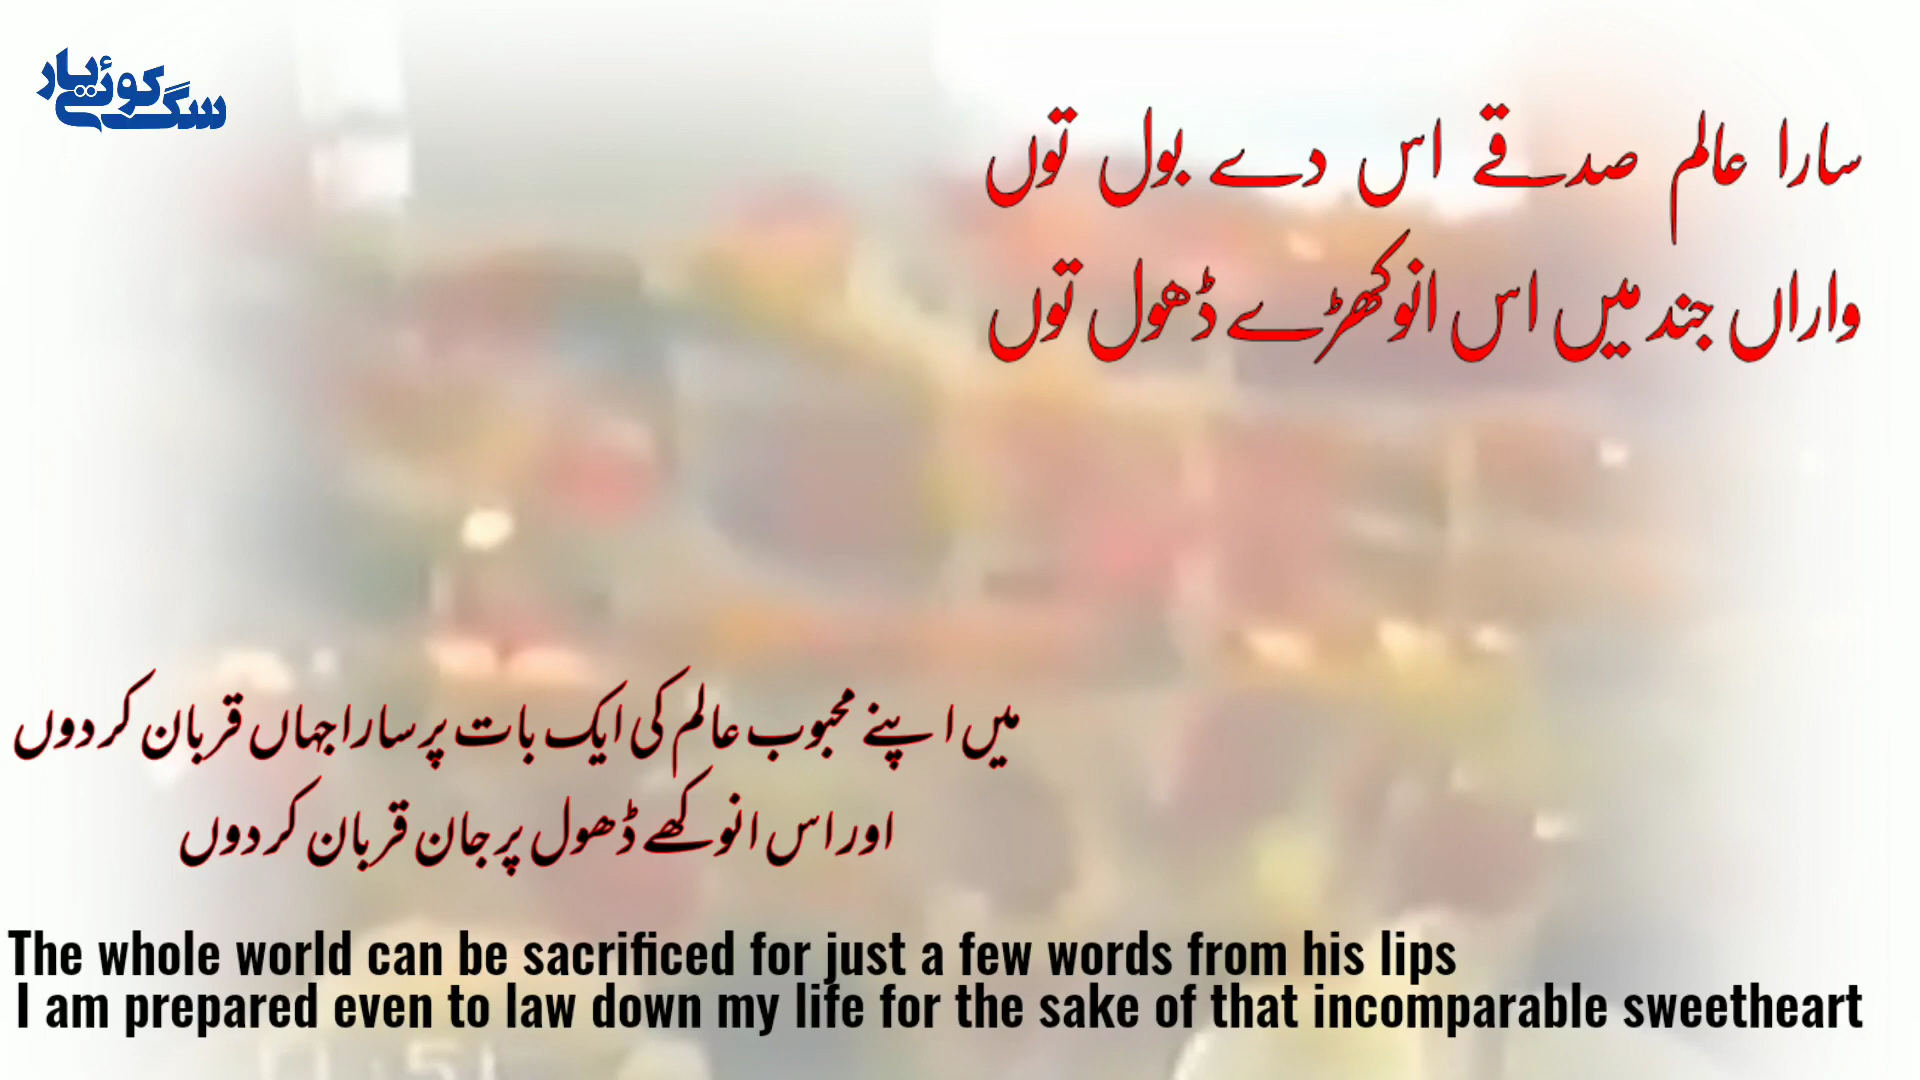 سگ کوئے یار
سارا عالم صدقے اس دے بول توں
واراں جند میں اس انوکھڑے ڈھول توں
میں اپنے محبوب عالم کی ایک بات پر سارا جہاں قربان کر دوں
اور اس انوکھے ڈھول پر جان قربان کر دوں
The whole world can be sacrificed for just a few words from his lips
I am prepared even to law down my life for the sake of that incomparable sweetheart